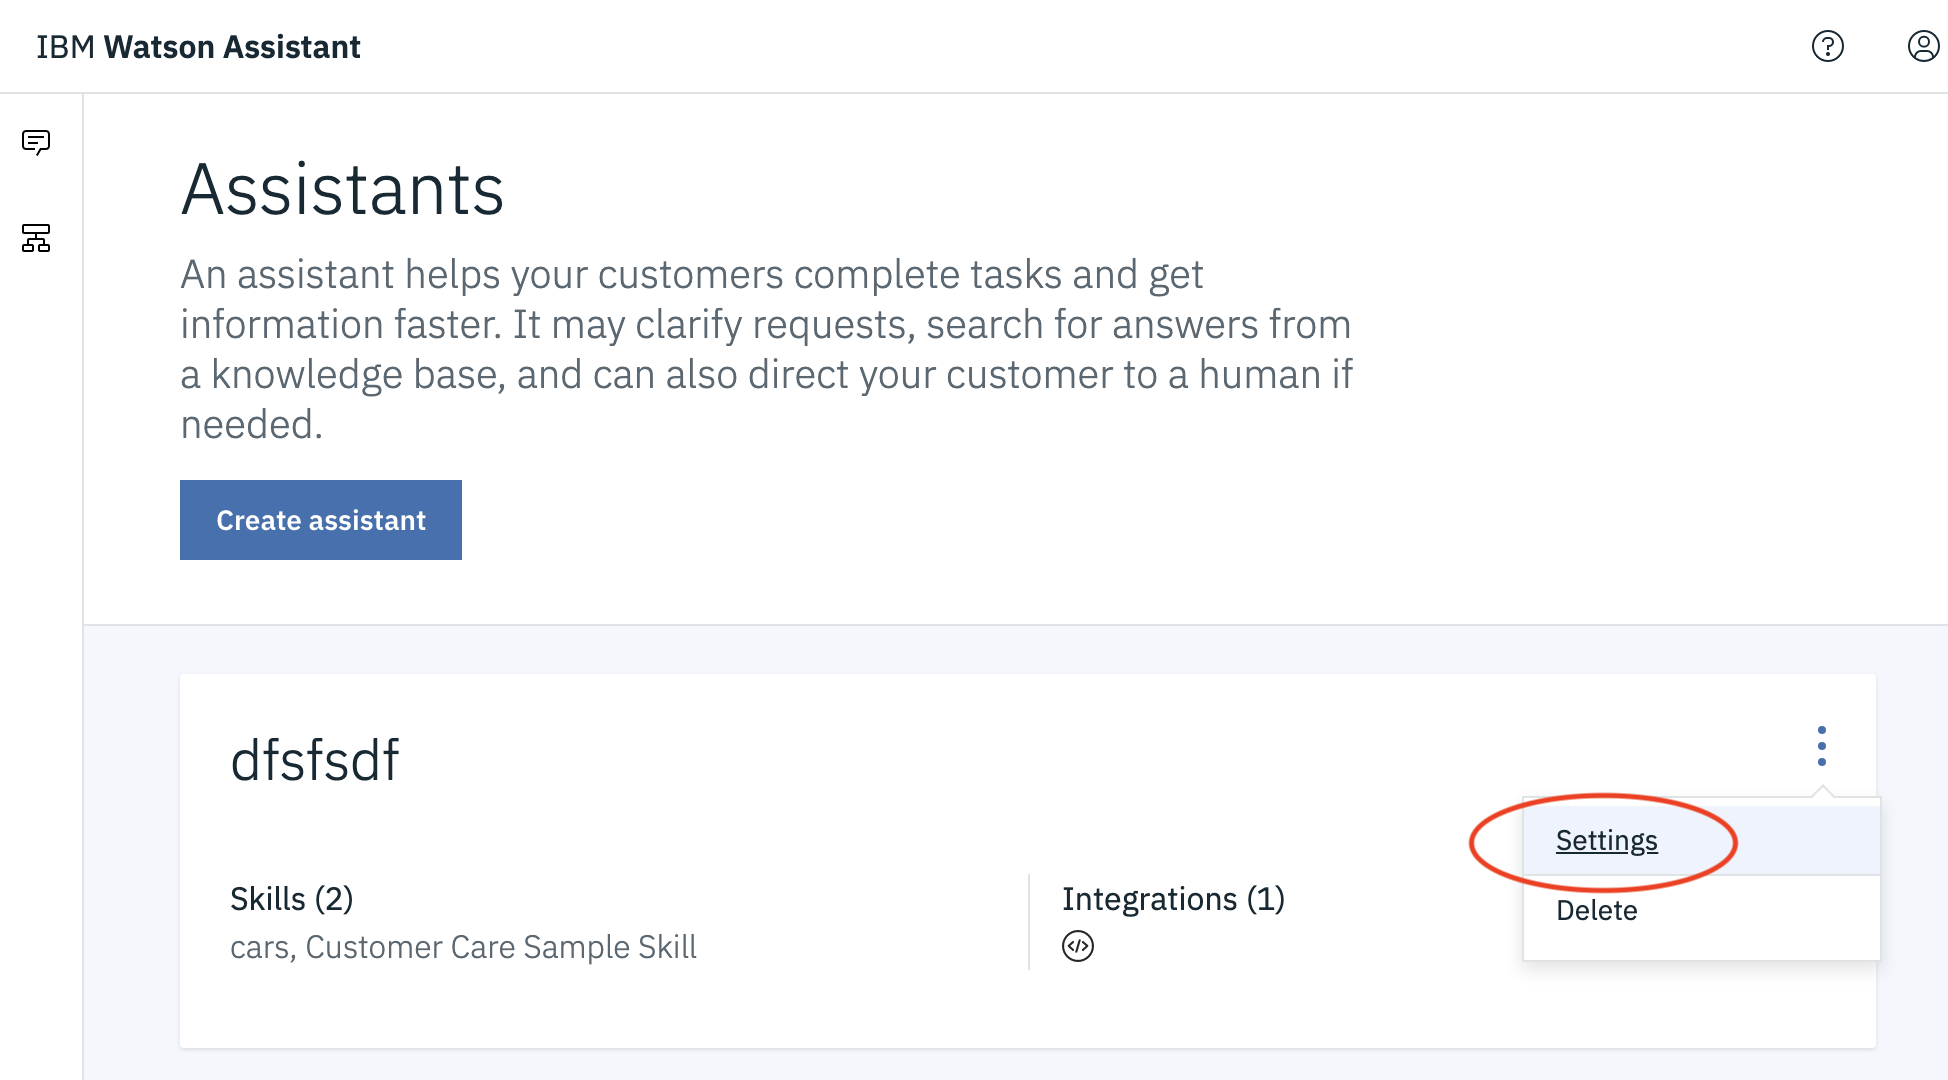 IBM Watson Assistant
Assistants
An assistant helps your customers complete tasks and get
information faster. It may clarify requests, search for answers from
a knowledge base, and can also direct your customer to a human if
needed.
Create assistant
dfsfsdf
Settings
Delete
Skills (2)
cars, Customer Care Sample Skill
Integrations (1)